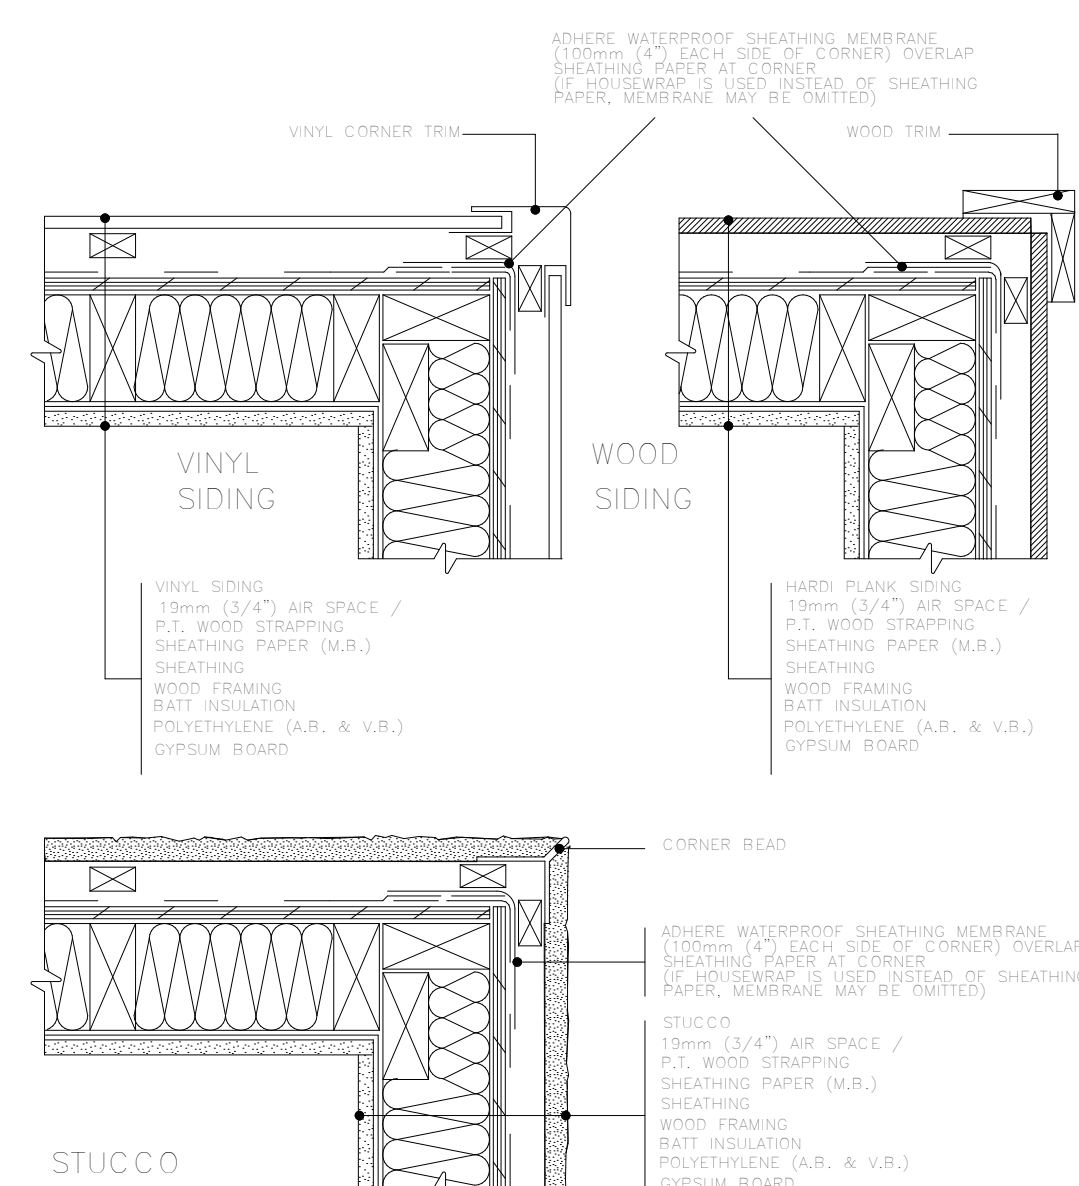 ADHERE WATERPROOF SHEATHING MEMBRANE
(100mm (4") EACH SIDE OF CORNER) OVERLAP
SHEATHING PAPER AT CORNER
(IF HOUSEWRAP IS USED INSTEAD OF SHEATHING
PAPER, MEMBRANE MAY BE OMITTED)
VINYL CORNER TRIM
WOOD TRIM
VINYL
SIDING
WOOD
SIDING
VINYL SIDING
19mm (3/4") AIR SPACE /
P.T. WOOD STRAPPING
SHEATHING PAPER (M.B.)
SHEATHING
WOOD FRAMING
BATT INSULATION
POLYETHYLENE (A.B. & V.B.)
GYPSUM BOARD
HARDI PLANK SIDING
19mm (3/4") AIR SPACE /
P.T. WOOD STRAPPING
SHEATHING PAPER (M.B.)
SHEATHING
WOOD FRAMING
BATT INSULATION
POLYETHYLENE (A.B. & V.B.)
GYPSUM BOARD
CORNER BEAD
ADHERE WATERPROOF SHEATHING MEMBRANE
(100mm (4") EACH SIDE OF CORNER) OVERLAP
SHEATHING PAPER AT CORNER
(IF HOUSEWRAP IS USED INSTEAD OF SHEATHING
PAPER, MEMBRANE MAY BE OMITTED)
STUCCO
19mm (3/4") AIR SPACE /
P.T. WOOD STRAPPING
SHEATHING PAPER (M.B.)
SHEATHING
WOOD FRAMING
BATT INSULATION
POLYETHYLENE (A.B. & V.B.)
GYPSUM BOARD
STUCCO